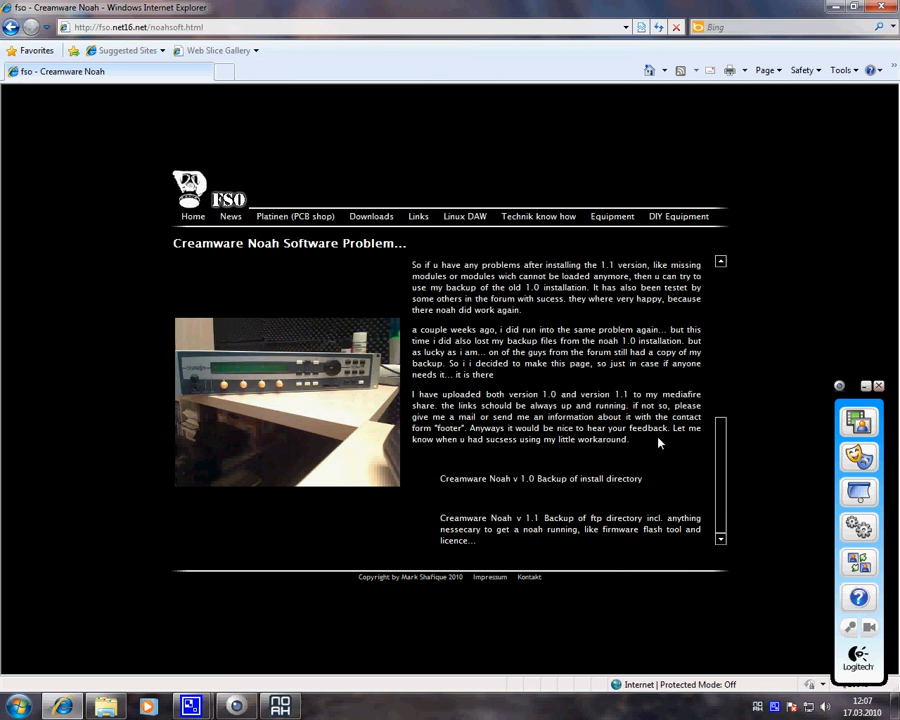 fso - Creamware Noah - Windows Internet Explorer
http://fso.net16.net/noahsoft.html
Bing
Favorites
Suggested Sites
Web Slice Gallery
fso - Creamware Noah
Page
Safety
Tools
FSO
Home
News
Platinen (PCB shop)
Downloads
Links
Linux DAW
Technik know how
Equipment
DIY Equipment
Creamware Noah Software Problem...
So if u have any problems after installing the 1.1 version, like missing
modules or modules wich cannot be loaded anymore, then u can try to
use my backup of the old 1.0 installation. It has also been testet by
some others in the forum with sucess. they where very happy, because
there noah did work again.
a couple weeks ago, i did run into the same problem again... but this
time i did also lost my backup files from the noah 1.0 installation. but
as lucky as i am... on of the guys from the forum still had a copy of my
backup. So i i decided to make this page, so just in case if anyone
needs it... it is there
I have uploaded both version 1.0 and version 1.1 to my mediafire
share. the links schould be always up and running. if not so, please
give me a mail or send me an information about it with the contact
form "footer". Anyways it would be nice to hear your feedback. Let me
know when u had sucsess using my little workaround.
Creamware Noah v 1.0 Backup of install directory
Creamware Noah v 1.1 Backup of ftp directory incl. anything
nessecary to get a noah running, like firmware flash tool and
licence...
Copyright by Mark Shafique 2010
Impressum
Kontakt
Logitech
Internet | Protected Mode: Off
NOAH
NOAH
12:07
17.03.2010